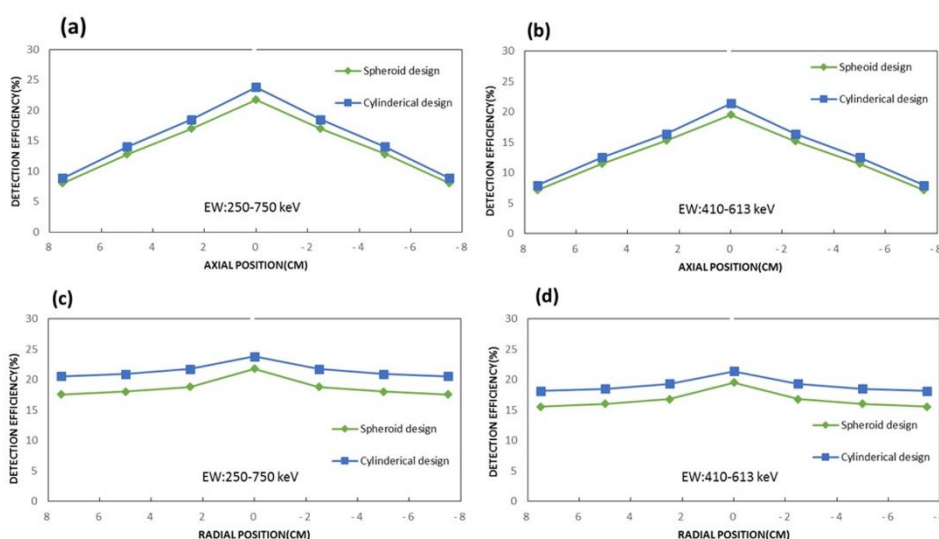 (a)
30
25
20
15
10
5
0
DETECTION EFFICIENCY(%)
Spheroid design
Cylinderical design
EW:250-750 keV
8 6 4 2 0 -2 -4 -6 -8
AXIAL POSITION(CM)
(b)
30
25
20
15
10
5
0
DETECTION EFFICIENCY(%)
Spheoid design
Cylinderical design
EW:410-613 keV
8 6 4 2 0 -2 -4 -6 -8
AXIAL POSITION(CM)
(c)
30
25
20
15
10
5
0
DETECTION EFFICIENCY(%)
Spheroid design
Cylinderical design
EW:250-750 keV
8 6 4 2 0 -2 -4 -6 -8
RADIAL POSITION(CM)
(d)
30
25
20
15
10
5
0
DETECTION EFFICIENCY(%)
Spheroid design
Cylinderical design
EW:410-613 keV
8 6 4 2 0 -2 -4 -6 -8
RADIAL POSITION(CM)